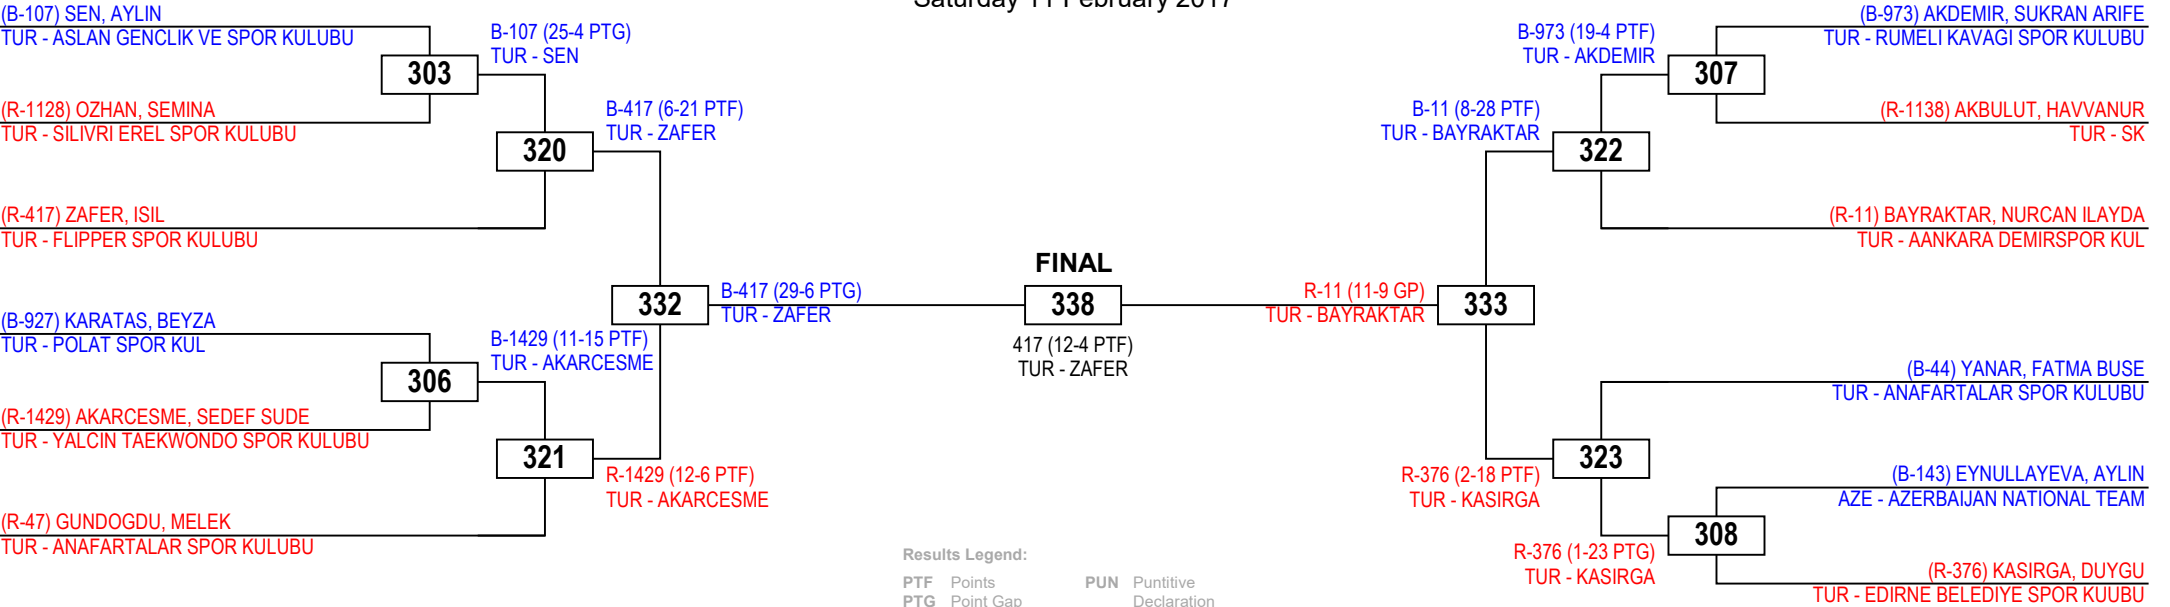 Saturday 11 February 2017
(B-107) SEN, AYLIN
TUR - ASLAN GENCLIK VE SPOR KULUBU
303
B-107 (25-4 PTG)
TUR - SEN
(R-1128) OZHAN, SEMINA
TUR - SILIVRI EREL SPOR KULUBU
320
B-417 (6-21 PTF)
TUR - ZAFER
(R-417) ZAFER, ISIL
TUR - FLIPPER SPOR KULUBU
332
B-417 (29-6 PTG)
TUR - ZAFER
(B-927) KARATAS, BEYZA
TUR - POLAT SPOR KUL
306
B-1429 (11-15 PTF)
TUR - AKARCESME
(R-1429) AKARCESME, SEDEF SUDE
TUR - YALCIN TAEKWONDO SPOR KULUBU
321
R-1429 (12-6 PTF)
TUR - AKARCESME
(R-47) GUNDOGDU, MELEK
TUR - ANAFARTALAR SPOR KULUBU
FINAL
338
417 (12-4 PTF)
TUR - ZAFER
(B-973) AKDEMIR, SUKRAN ARIFE
TUR - RUMELI KAVAGI SPOR KULUBU
B-973 (19-4 PTF)
TUR - AKDEMIR
307
(R-1138) AKBULUT, HAVVANUR
TUR - SK
B-11 (8-28 PTF)
TUR - BAYRAKTAR
322
(R-11) BAYRAKTAR, NURCAN ILAYDA
TUR - AANKARA DEMIRSPOR KUL
R-11 (11-9 GP)
TUR - BAYRAKTAR
333
(B-44) YANAR, FATMA BUSE
TUR - ANAFARTALAR SPOR KULUBU
323
R-376 (2-18 PTF)
TUR - KASIRGA
(B-143) EYNULLAYEVA, AYLIN
AZE - AZERBAIJAN NATIONAL TEAM
308
R-376 (1-23 PTG)
TUR - KASIRGA
(R-376) KASIRGA, DUYGU
TUR - EDIRNE BELEDIYE SPOR KUUBU
Results Legend:
PTF Points
PTG Point Gap
PUN Puntitive
Declaration